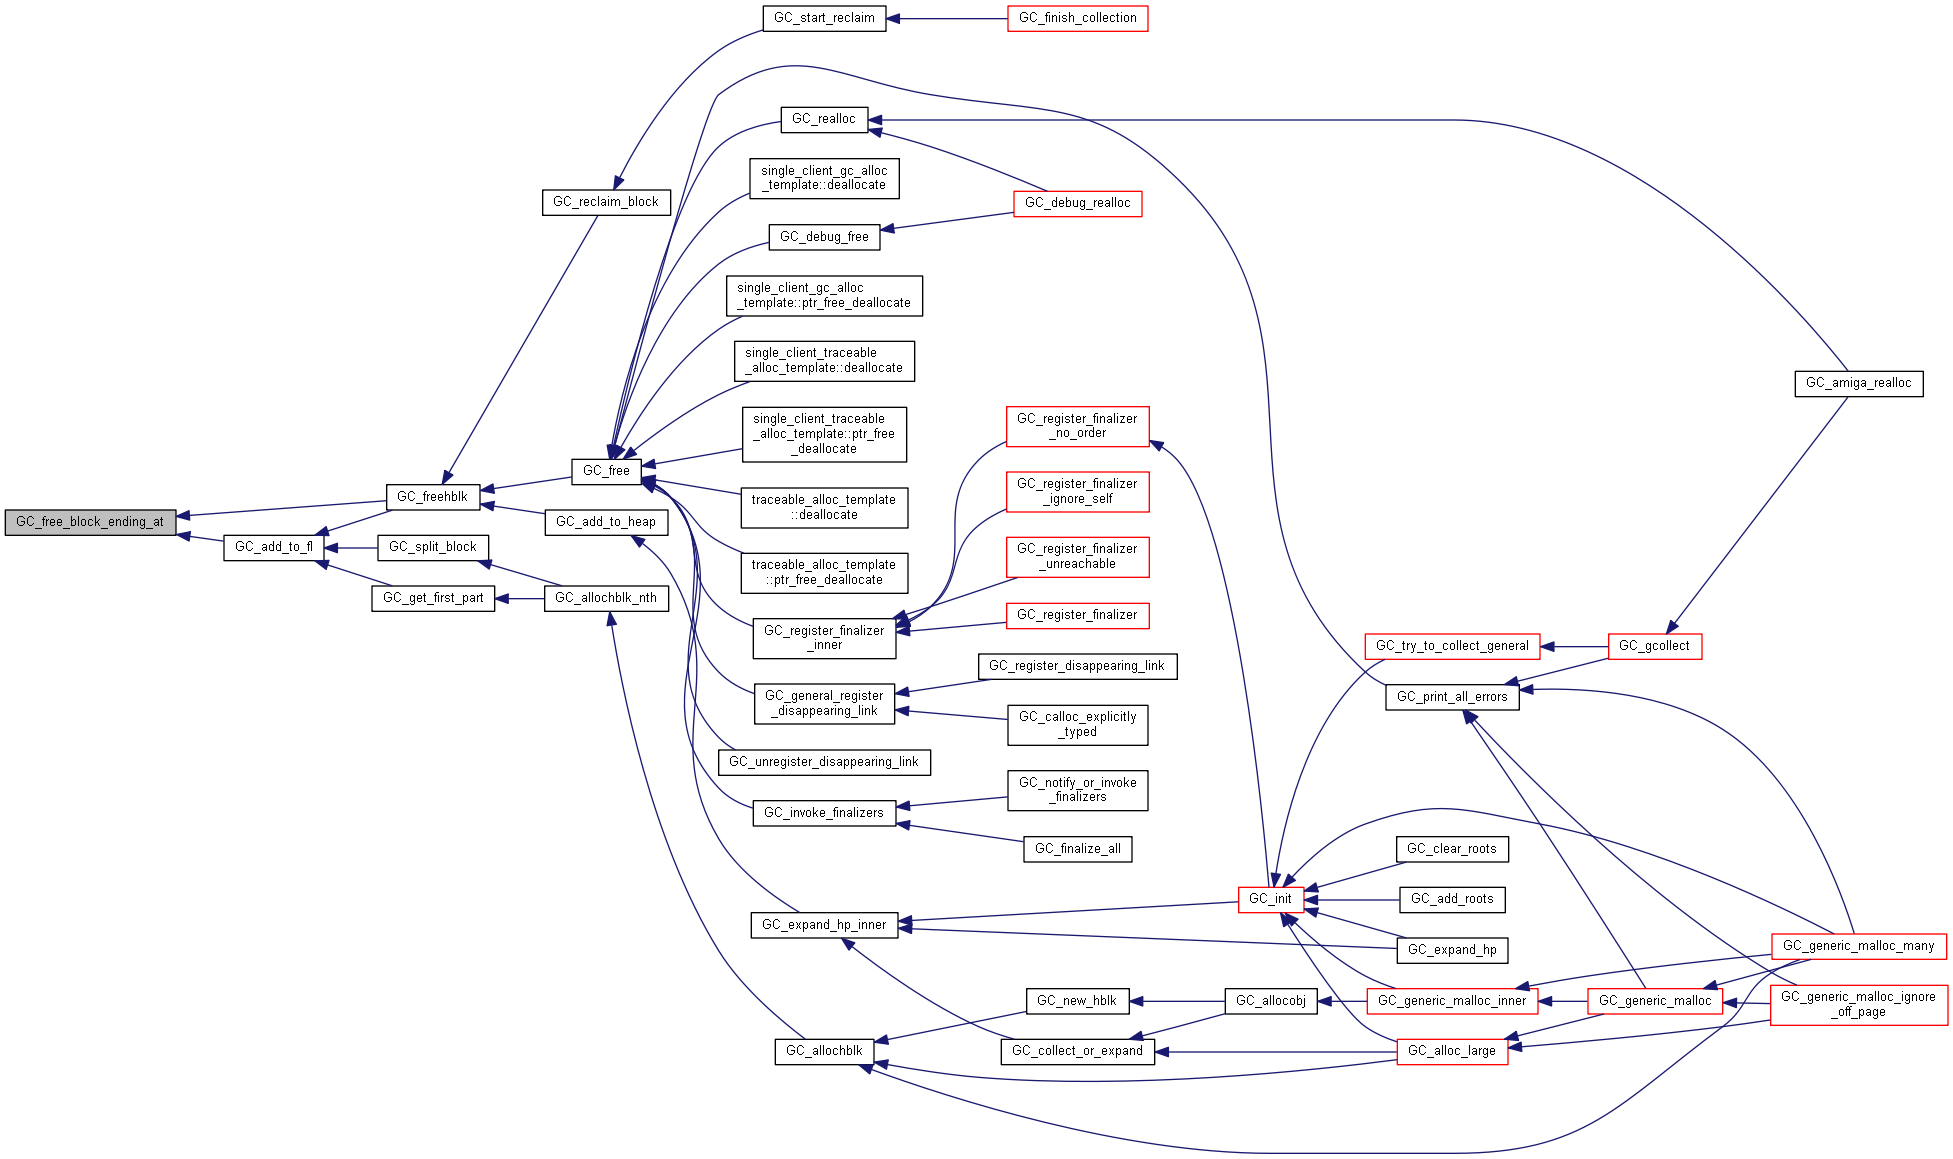 GC_start_reclaim
GC_finish_collection
GC_realloc
single_client_gc_alloc
_template::deallocate
GC_reclaim_block
GC_debug_realloc
GC_debug_free
single_client_gc_alloc
_template::ptr_free_deallocate
single_client_traceable
_alloc_template::deallocate
GC_amiga_realloc
single_client_traceable
_alloc_template::ptr_free
_deallocate
GC_register_finalizer
_no_order
GC_free
GC_register_finalizer
_ignore_self
GC_freehblk
traceable_alloc_template
::deallocate
GC_free_block_ending_at
GC_add_to_heap
GC_add_to_fl
GC_split_block
GC_register_finalizer
_unreachable
traceable_alloc_template
::ptr_free_deallocate
GC_get_first_part
GC_allochblk_nth
GC_register_finalizer
GC_register_finalizer
_inner
GC_try_to_collect_general
GC_gcollect
GC_register_disappearing_link
GC_general_register
_disappearing_link
GC_print_all_errors
GC_calloc_explicitly
_typed
GC_unregister_disappearing_link
GC_notify_or_invoke
_finalizers
GC_invoke_finalizers
GC_finalize_all
GC_clear_roots
GC_init
GC_add_roots
GC_expand_hp_inner
GC_expand_hp
GC_generic_malloc_many
GC_new_hblk
GC_allocobj
GC_generic_malloc_inner
GC_generic_malloc
GC_generic_malloc_ignore
_off_page
GC_allochblk
GC_collect_or_expand
GC_alloc_large